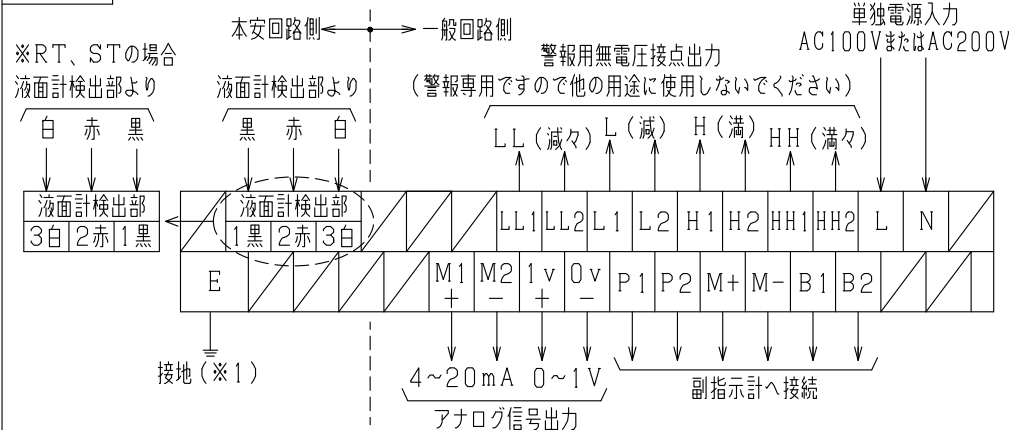 本安回路側 一般回路側
単独電源入力
AC100VまたはAC200V
※RT、STの場合
液面計検出部より
白 赤 黒
液面計検出部より
黒 赤 白
警報用無電圧接点出力
(警報専用ですので他の用途に使用しないでください)
LL(減々) L(減) H(満) HH(満々)
液面計検出部
3白 2赤 1黒
液面計検出部
1黒 2赤 3白
LL1 LL2 L1 L2 H1 H2 HH1 HH2 L N
E M1+ M2- 1v+ 0v- P1 P2 M+ M- B1 B2
接地(※1)
4~20mA 0~1V
アナログ信号出力
副指示計へ接続